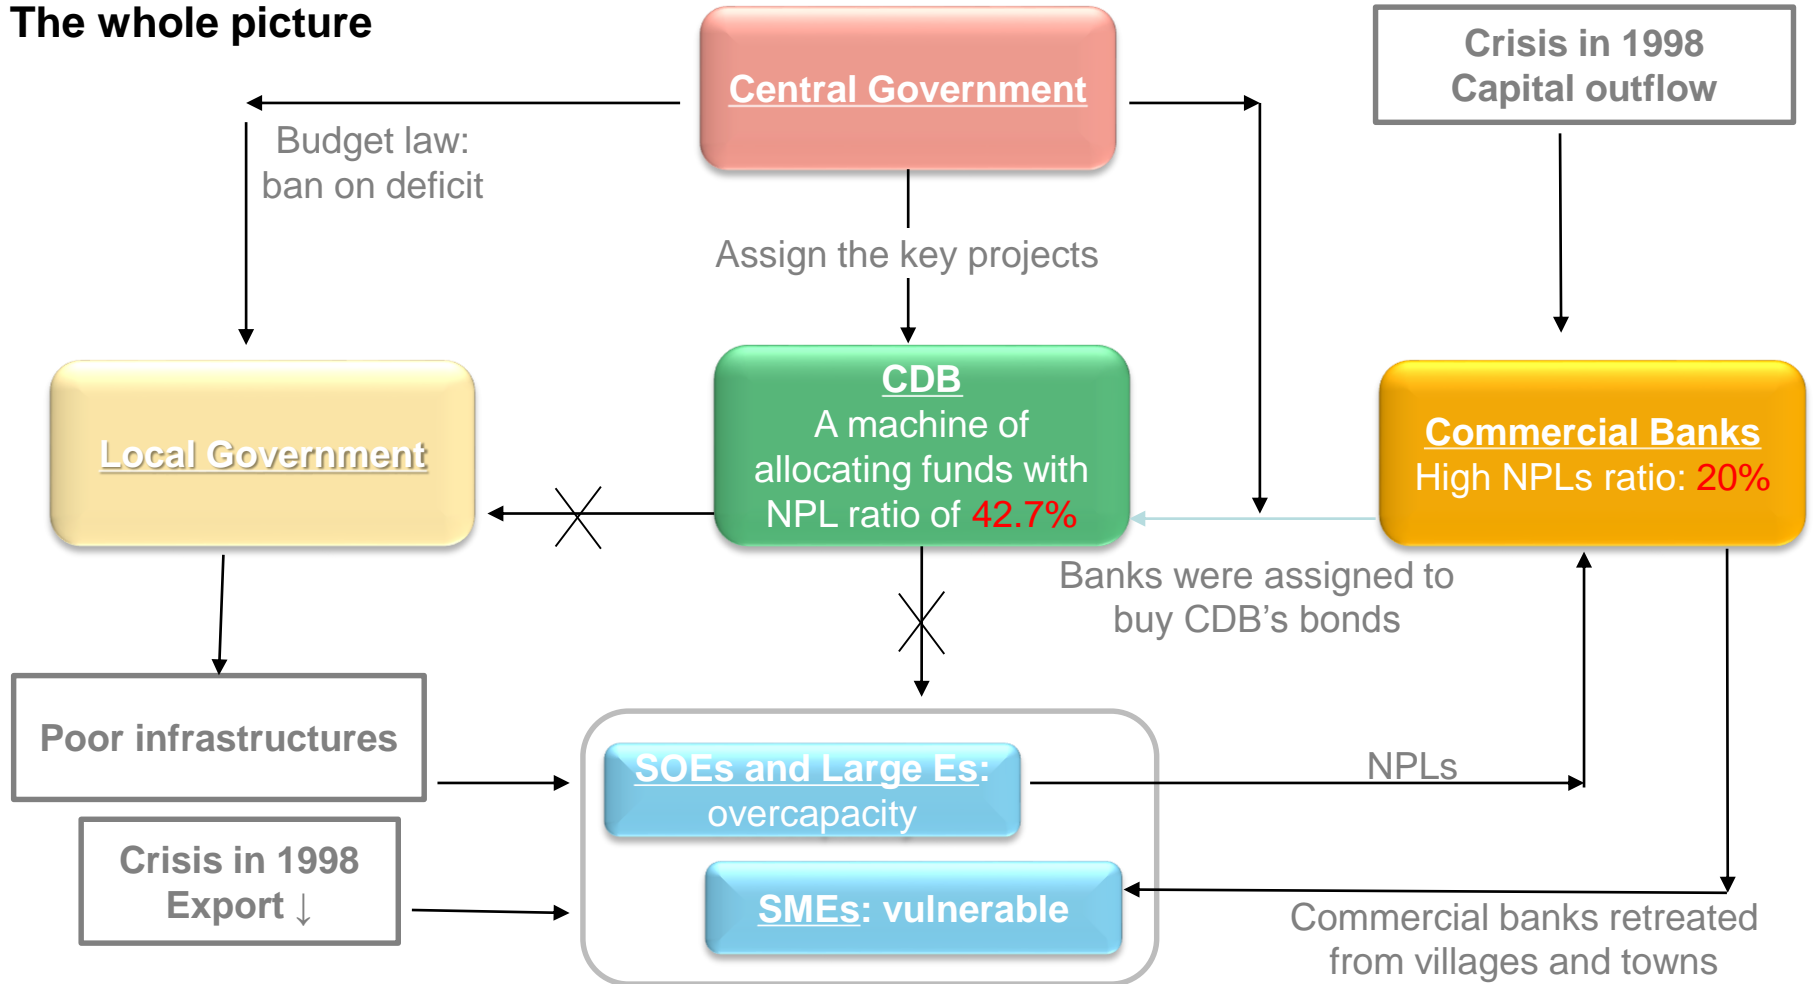 The whole picture
Central Government
Crisis in 1998
Capital outflow
Budget law:
ban on deficit
Assign the key projects
Local Government
CDB
A machine of
allocating funds with
NPL ratio of 42.7%
Commercial Banks
High NPLs ratio: 20%
Banks were assigned to
buy CDB’s bonds
Poor infrastructures
SOEs and Large Es:
overcapacity
NPLs
Crisis in 1998
Export ↓
SMEs: vulnerable
Commercial banks retreated
from villages and towns